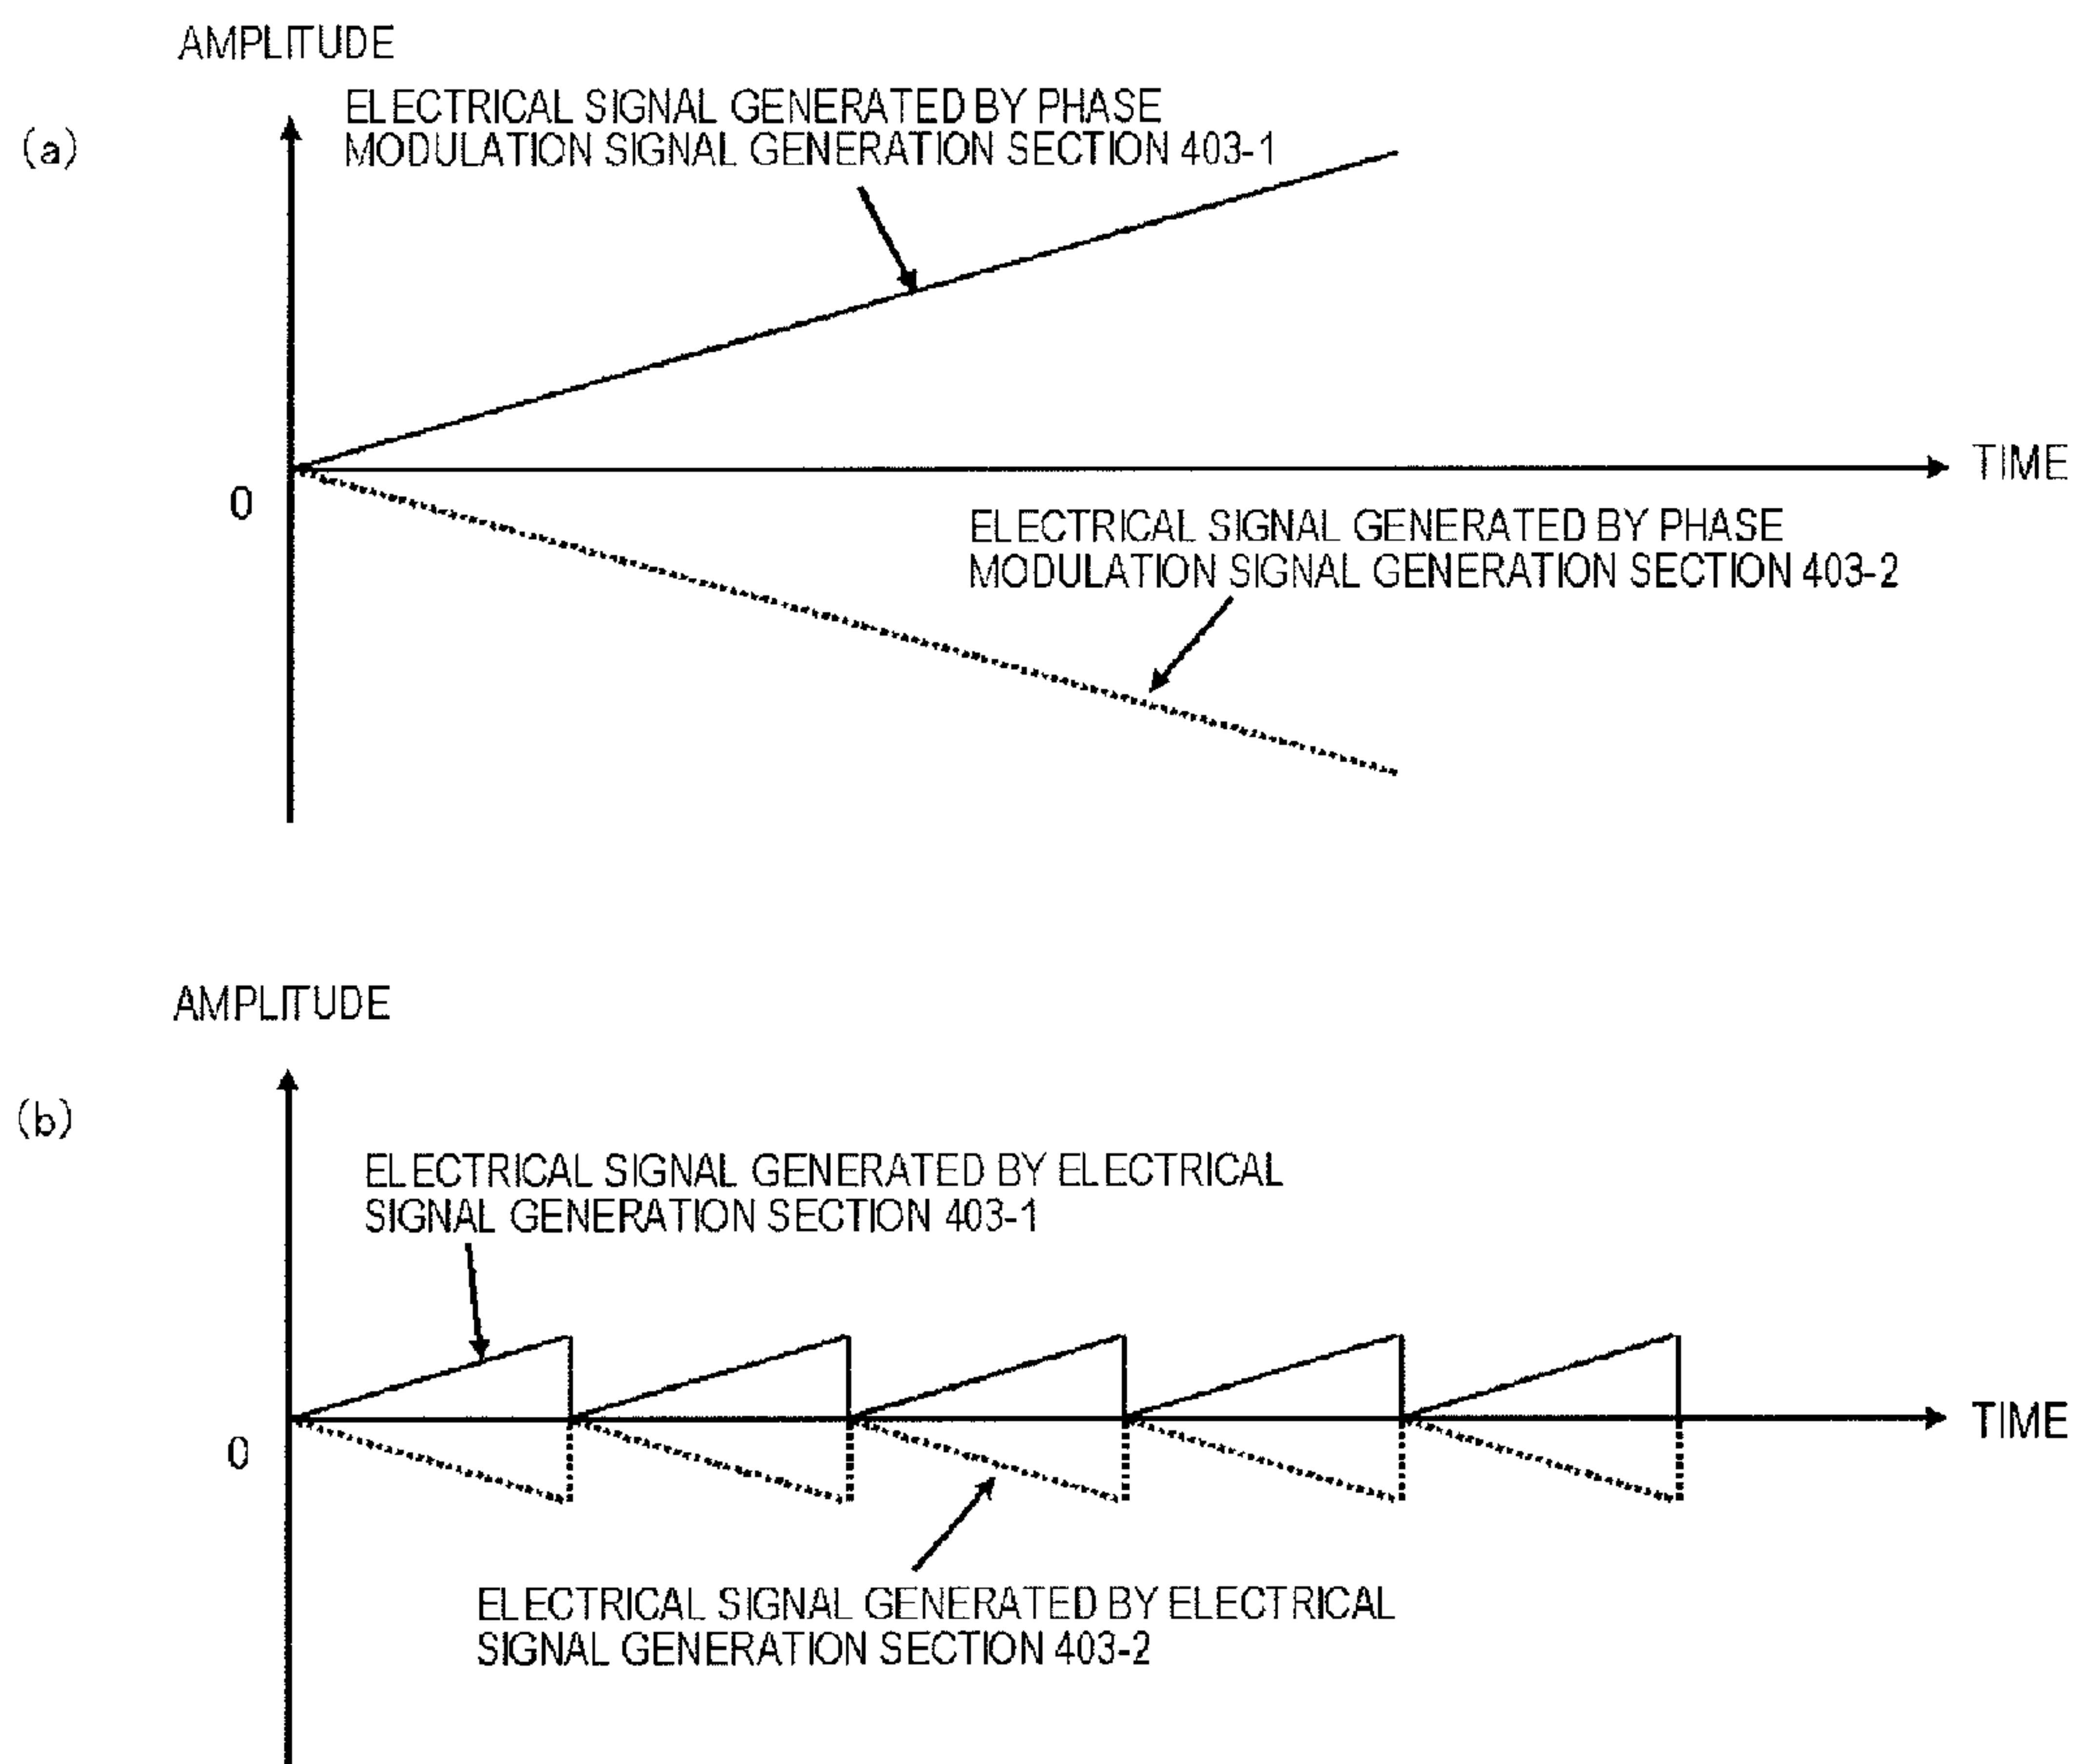 AMPLITUDE
(a)
ELECTRICAL SIGNAL GENERATED BY PHASE
MODULATION SIGNAL GENERATION SECTION 403-1
TIME
0
ELECTRICAL SIGNAL GENERATED BY PHASE
MODULATION SIGNAL GENERATION SECTION 403-2
AMPLITUDE
(b)
ELECTRICAL SIGNAL GENERATED BY ELECTRICAL
SIGNAL GENERATION SECTION 403-1
TIME
0
ELECTRICAL SIGNAL GENERATED BY ELECTRICAL
SIGNAL GENERATION SECTION 403-2